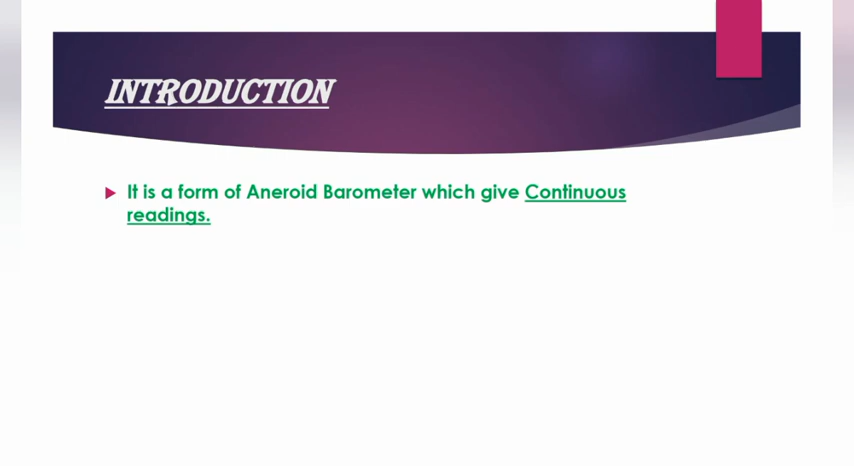 INTRODUCTION
It is a form of Aneroid Barometer which give Continuous
readings.